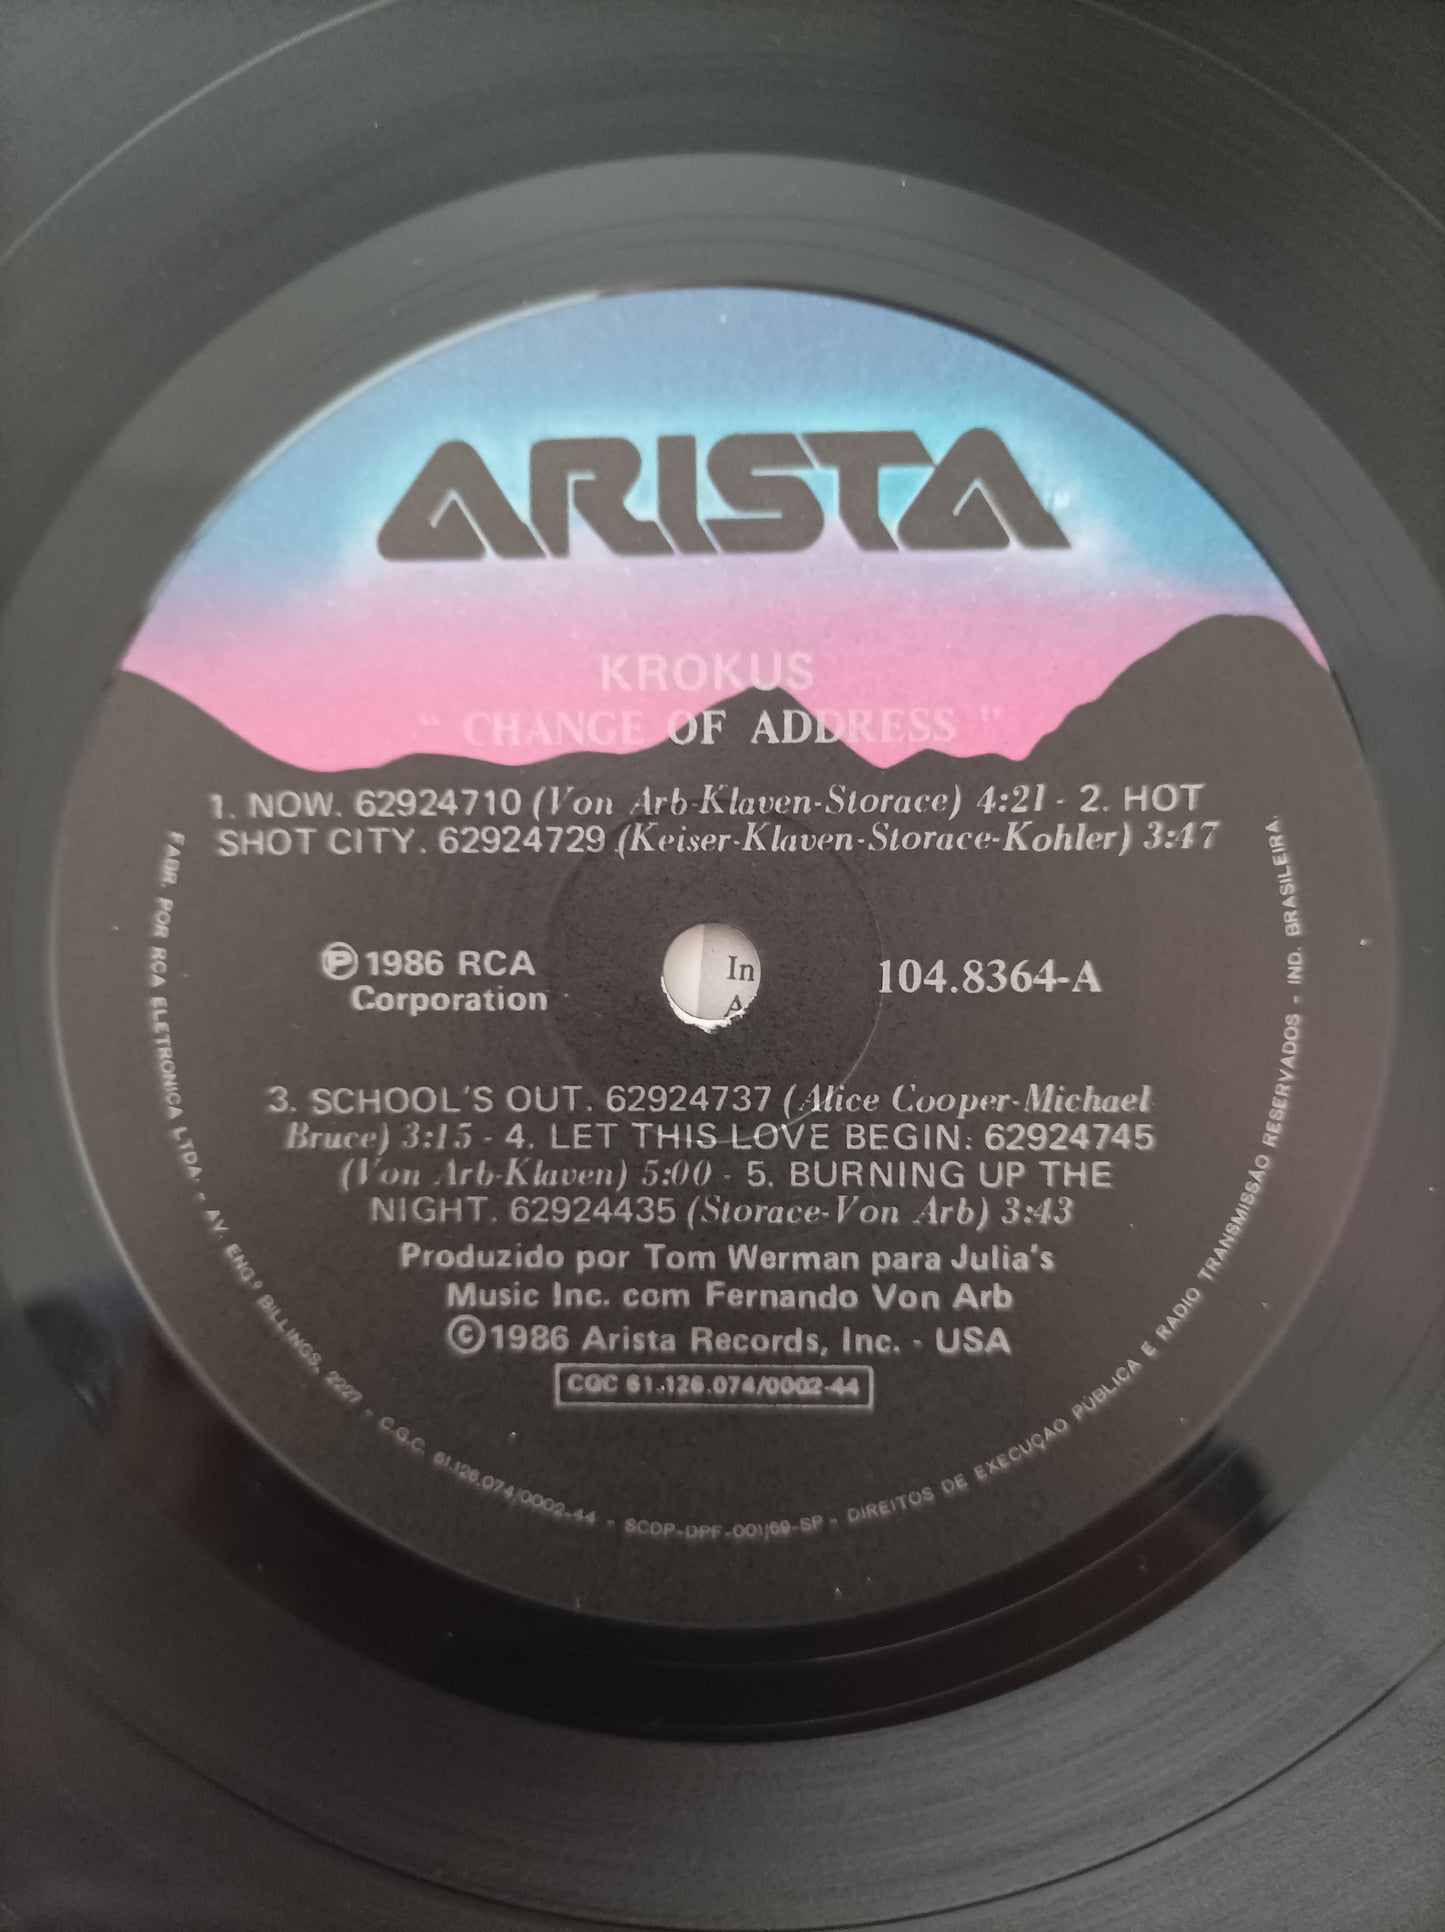 ARISTA
KROKUS
" CHANGE OF ADDRESS "
1. NOW. 62924710 (Von Arb-Klaven-Storace) 4:21 - 2. HOT
SHOT CITY. 62924729 (Keiser-Klaven-Storace-Kohler) 3:47
Ⓟ1986 RCA
Corporation
In
A
104.8364-A
3. SCHOOL'S OUT. 62924737 (Alice Cooper-Michael
Bruce) 3:15 - 4. LET THIS LOVE BEGIN: 62924745
(Von Arb-Klaven) 5:00 - 5. BURNING UP THE
NIGHT. 62924435 (Storace-Von Arb) 3:43
Produzido por Tom Werman para Julia's
Music Inc. com Fernando Von Arb
©1986 Arista Records, Inc. - USA
CGC 61.126.074/0002-44
FABR. POR RCA ELETRÔNICA LTDA. - AV. ENG.º BILLINGS, 2227 - C.G.C. 61.126.074/0002-44 - SCDP-DPF-001/69-SP - DIREITOS DE EXECUÇÃO PÚBLICA E RADIO TRANSMISSÃO RESERVADOS - IND. BRASILEIRA.